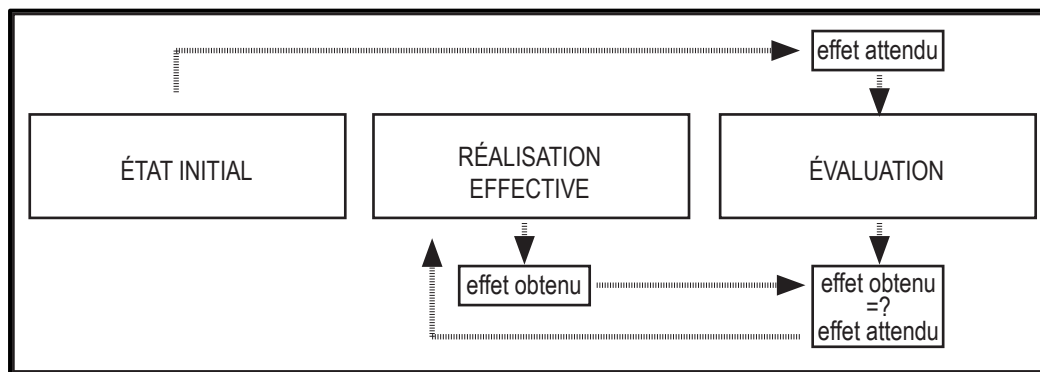 effet attendu
ÉTAT INITIAL
RÉALISATION
EFFECTIVE
ÉVALUATION
effet obtenu
effet obtenu
=?
effet attendu